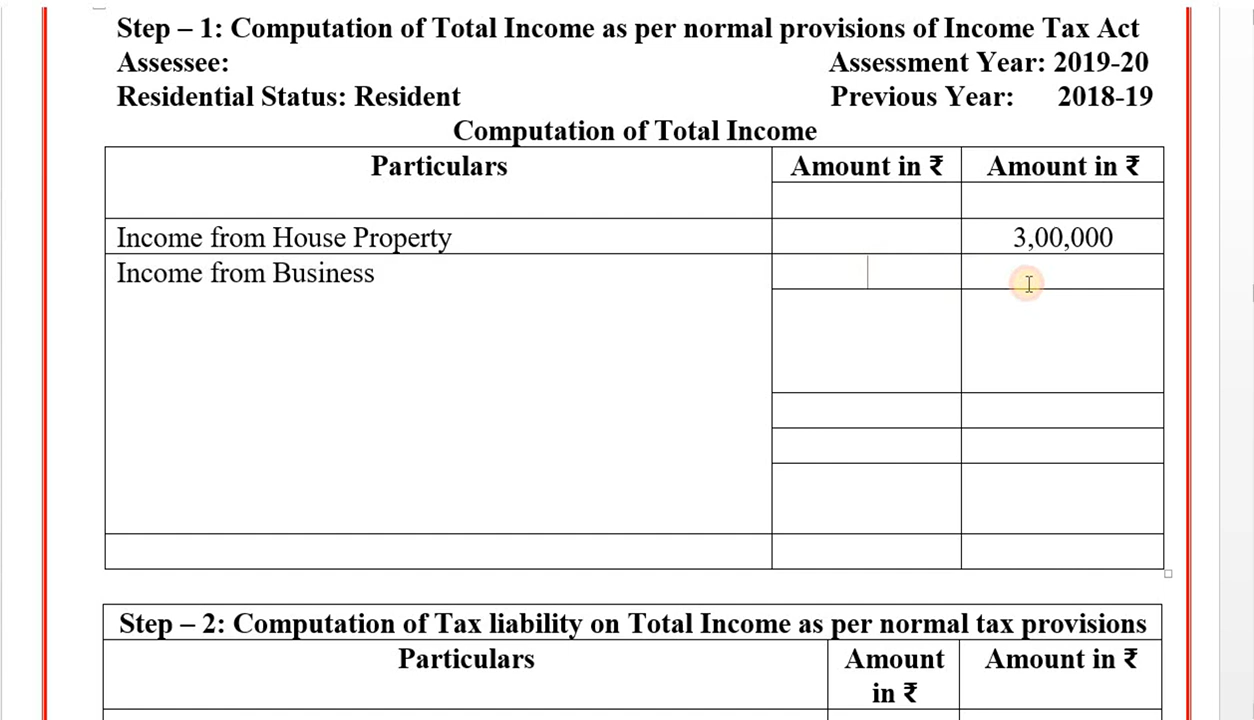 Step – 1: Computation of Total Income as per normal provisions of Income Tax Act
Assessee: Assessment Year: 2019-20
Residential Status: Resident Previous Year: 2018-19
Computation of Total Income
Particulars Amount in ₹ Amount in ₹
Income from House Property 3,00,000
Income from Business
Step – 2: Computation of Tax liability on Total Income as per normal tax provisions
Particulars Amount in ₹ Amount in ₹